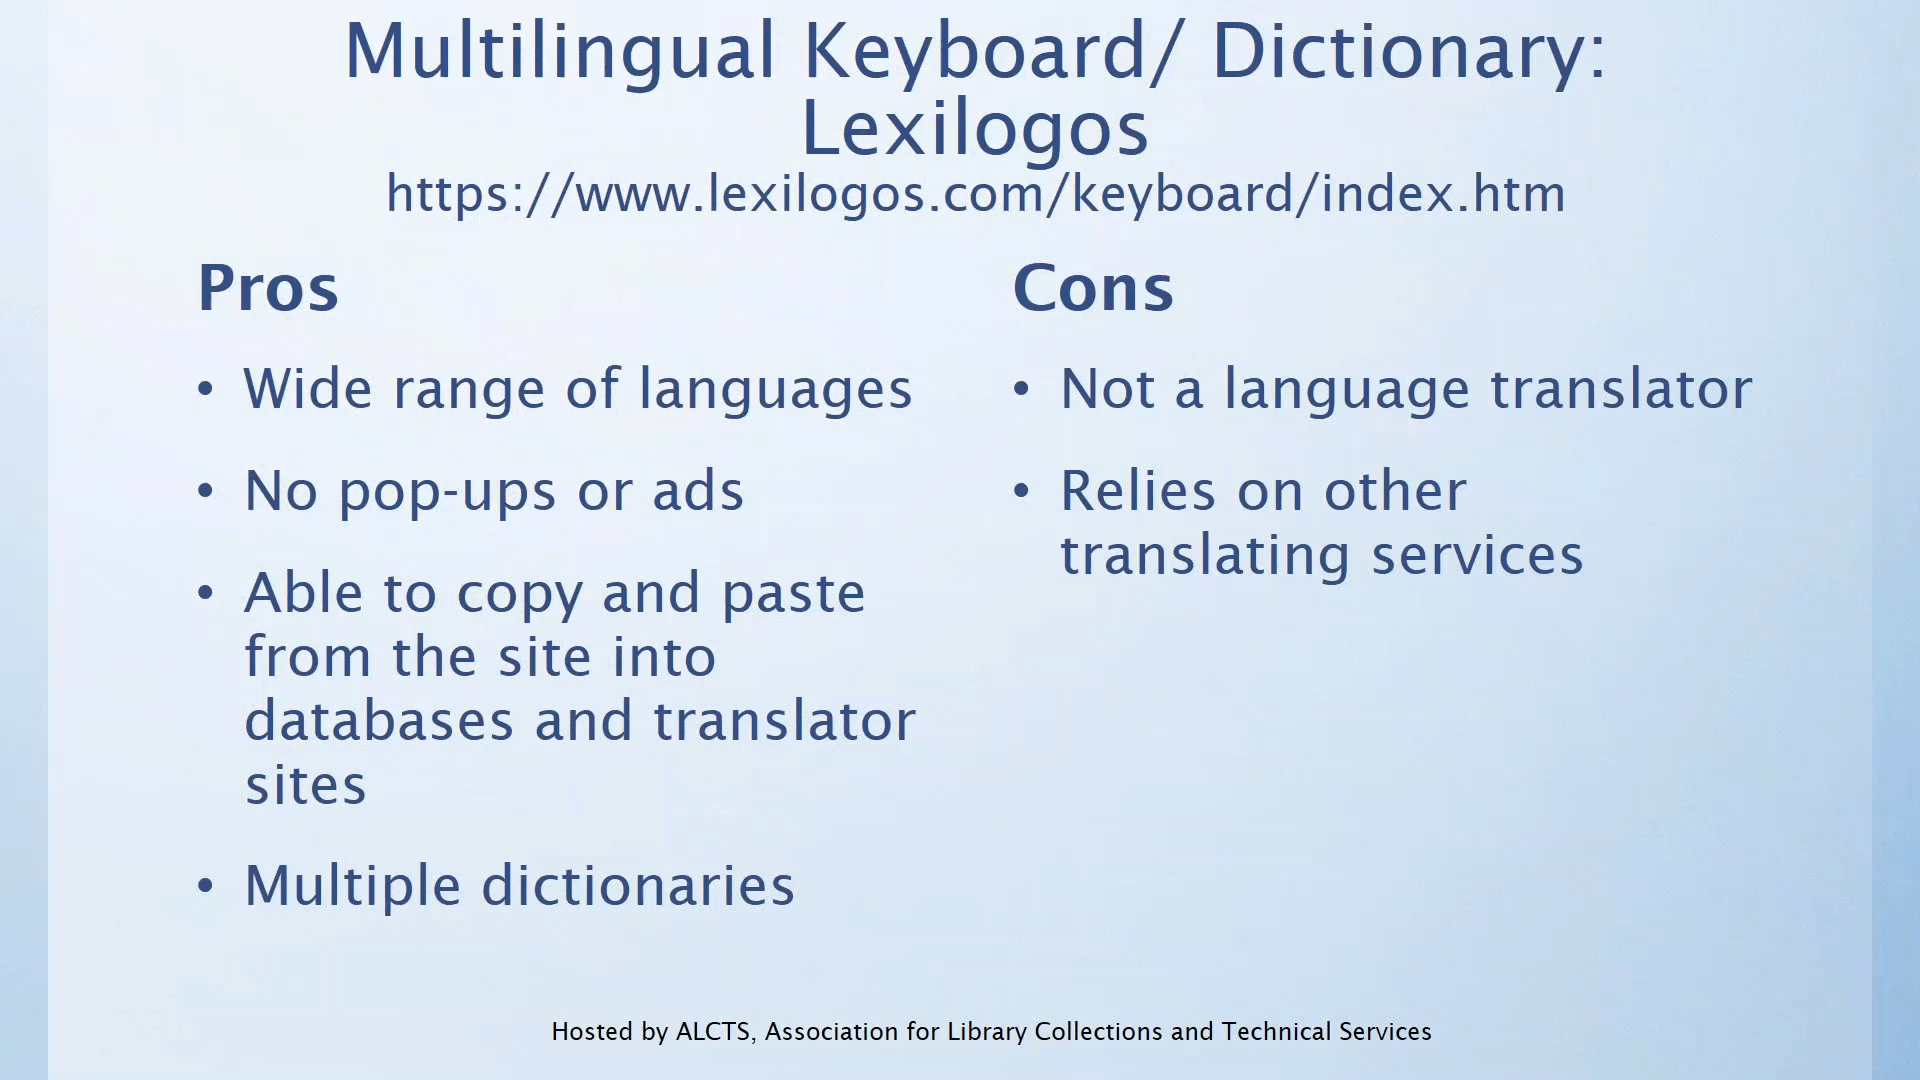 Multilingual Keyboard/ Dictionary:
Lexilogos
https://www.lexilogos.com/keyboard/index.htm
Pros
• Wide range of languages
• No pop-ups or ads
• Able to copy and paste
from the site into
databases and translator
sites
• Multiple dictionaries
Cons
• Not a language translator
• Relies on other
translating services
Hosted by ALCTS, Association for Library Collections and Technical Services